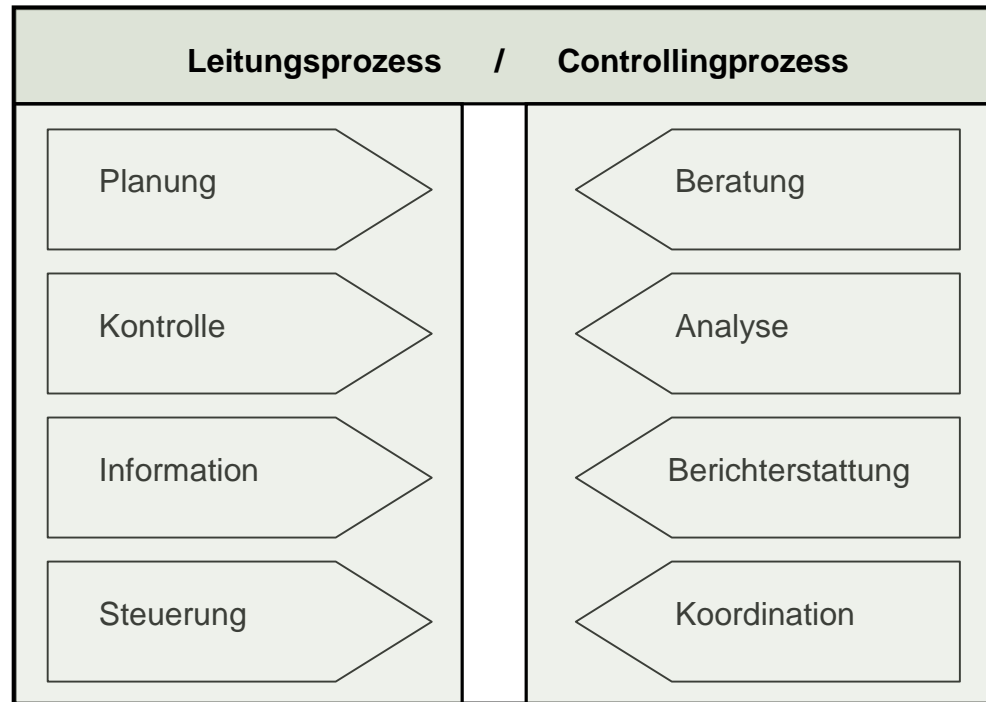 Leitungsprozess / Controllingprozess
Planung
Beratung
Kontrolle
Analyse
Information
Berichterstattung
Steuerung
Koordination